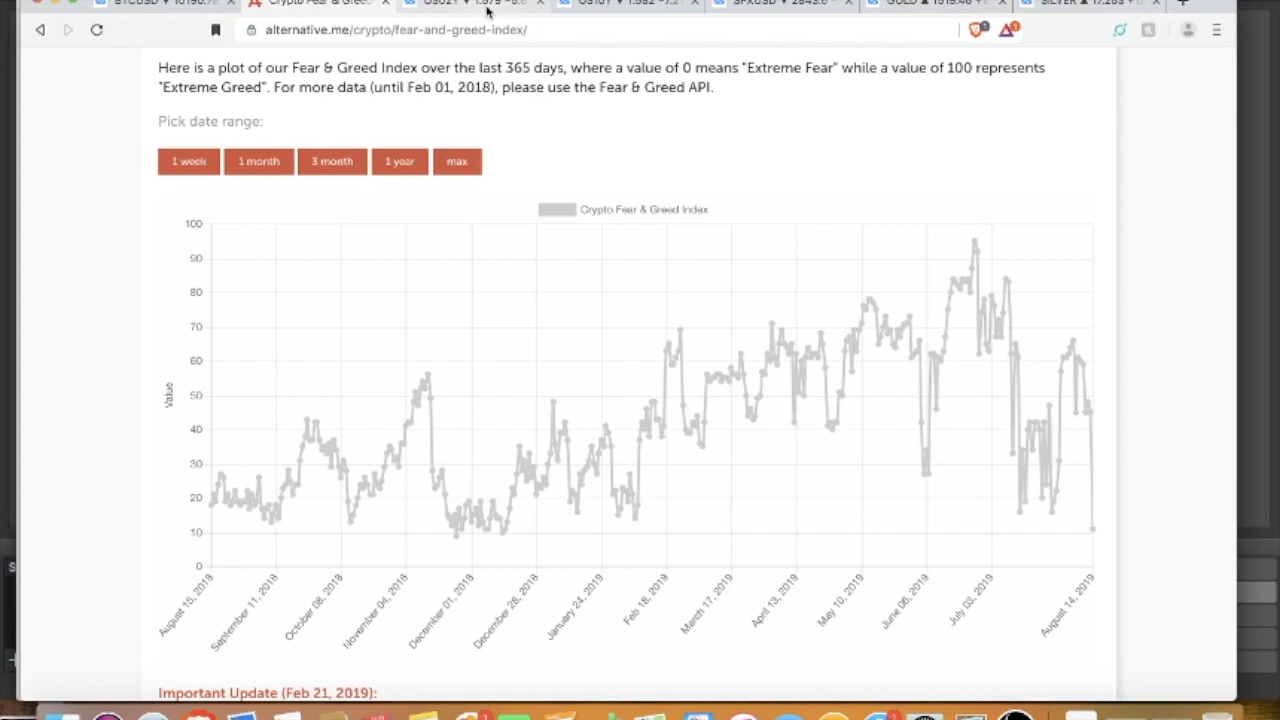 alternative.me/crypto/fear-and-greed-index/
Here is a plot of our Fear & Greed Index over the last 365 days, where a value of 0 means "Extreme Fear" while a value of 100 represents
"Extreme Greed". For more data (until Feb 01, 2018), please use the Fear & Greed API.
Pick date range:
1 week 1 month 3 month 1 year max
Crypto Fear & Greed Index
100
90
80
70
60
50
40
30
20
10
0
Value
August 15, 2018
September 11, 2018
October 08, 2018
November 04, 2018
December 01, 2018
December 28, 2018
January 24, 2019
Feb 18, 2019
March 17, 2019
April 13, 2019
May 10, 2019
June 06, 2019
July 03, 2019
August 14, 2019
Important Update (Feb 21, 2019):